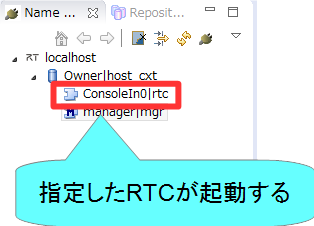 Name ... Reposit...
RT localhost
Owner|host_cxt
ConsoleIn0|rtc
M manager|mgr
指定したRTCが起動する